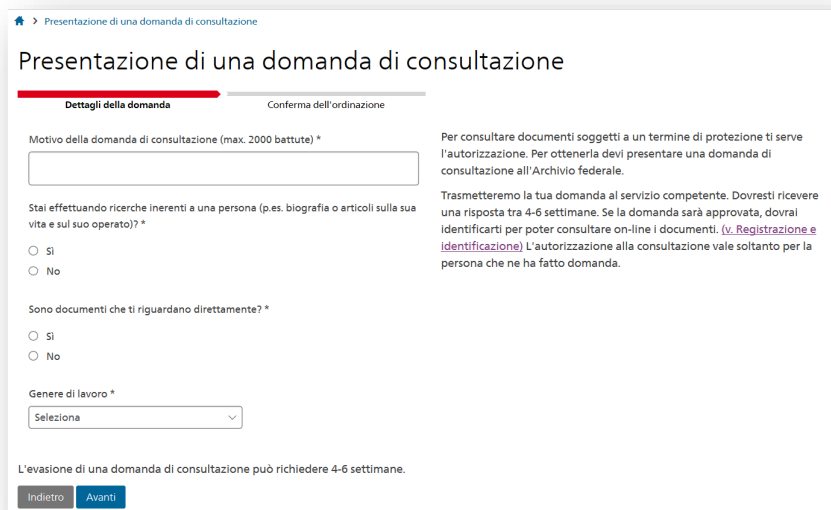 Presentazione di una domanda di consultazione
Presentazione di una domanda di consultazione
Dettagli della domanda
Conferma dell'ordinazione
Motivo della domanda di consultazione (max. 2000 battute) *
Stai effettuando ricerche inerenti a una persona (p.es. biografia o articoli sulla sua
vita e sul suo operato)? *
Sì
No
Sono documenti che ti riguardano direttamente? *
Sì
No
Genere di lavoro *
Seleziona
L'evasione di una domanda di consultazione può richiedere 4-6 settimane.
Indietro
Avanti
Per consultare documenti soggetti a un termine di protezione ti serve
l'autorizzazione. Per ottenerla devi presentare una domanda di
consultazione all'Archivio federale.
Trasmetteremo la tua domanda al servizio competente. Dovresti ricevere
una risposta tra 4-6 settimane. Se la domanda sarà approvata, dovrai
identificarti per poter consultare on-line i documenti. (v. Registrazione e
identificazione) L'autorizzazione alla consultazione vale soltanto per la
persona che ne ha fatto domanda.